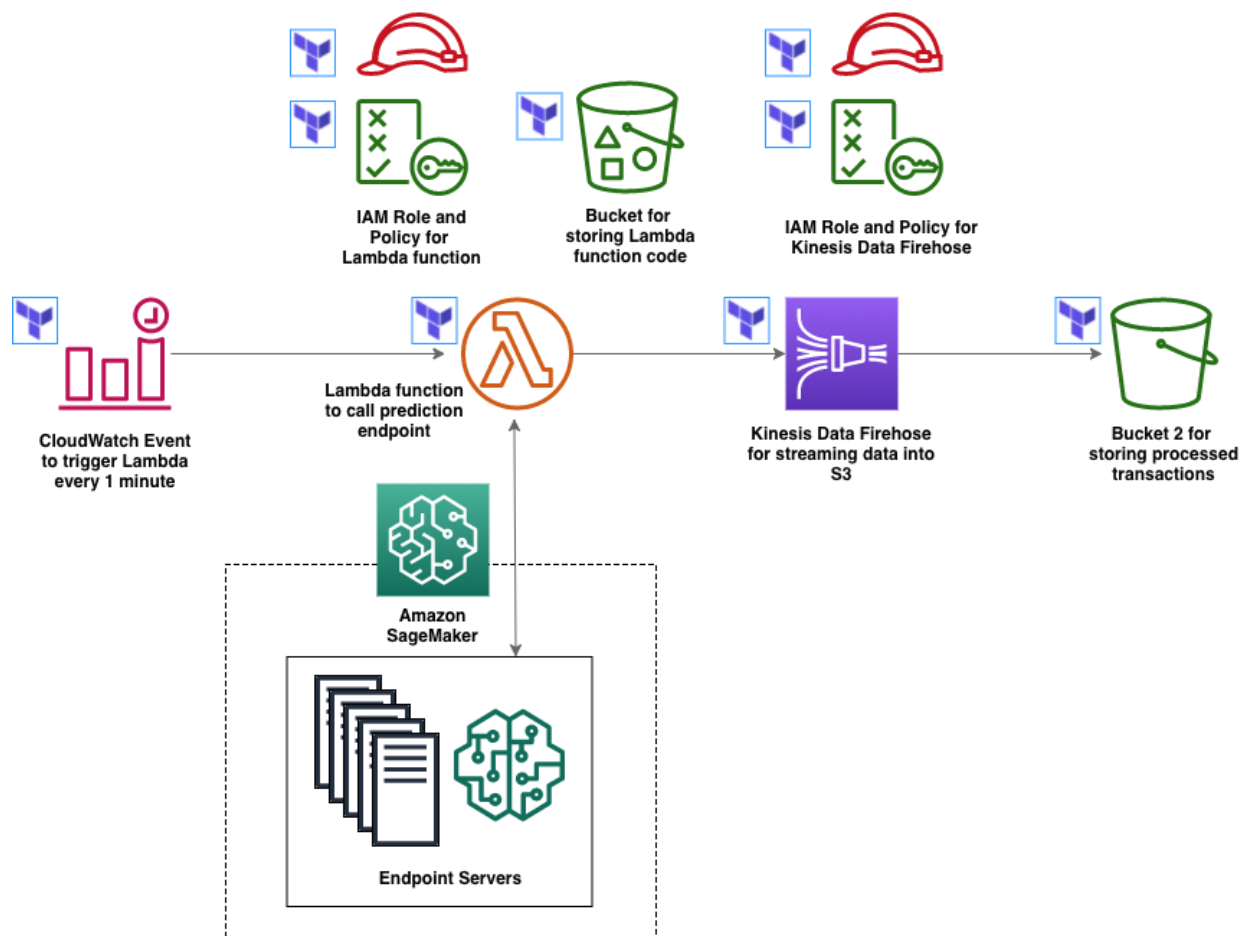 IAM Role and
Policy for
Lambda function
Bucket for
storing Lambda
function code
IAM Role and Policy for
Kinesis Data Firehose
CloudWatch Event
to trigger Lambda
every 1 minute
Lambda function
to call prediction
endpoint
Kinesis Data Firehose
for streaming data into
S3
Bucket 2 for
storing processed
transactions
Amazon
SageMaker
Endpoint Servers